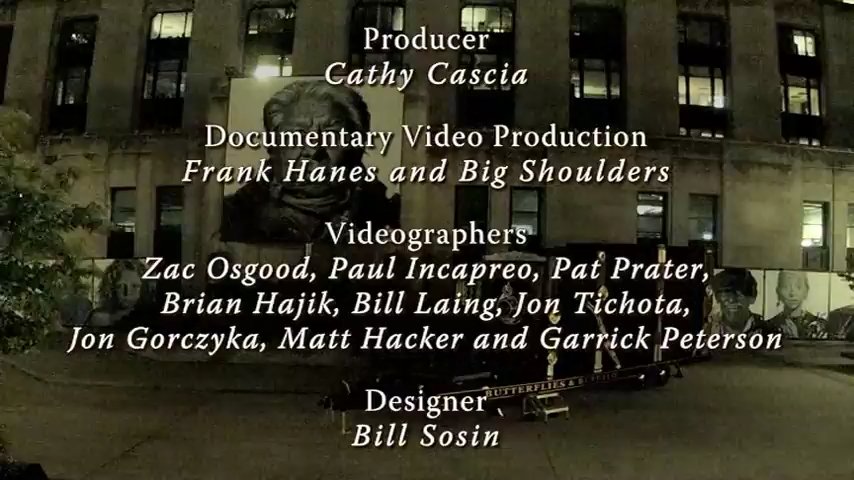 Producer
Cathy Cascia
Documentary Video Production
Frank Hanes and Big Shoulders
Videographers
Zac Osgood, Paul Incapreo, Pat Prater,
Brian Hajik, Bill Laing, Jon Tichota,
Jon Gorczyka, Matt Hacker and Garrick Peterson
BUTTERFLIES &
Designer
Bill Sosin